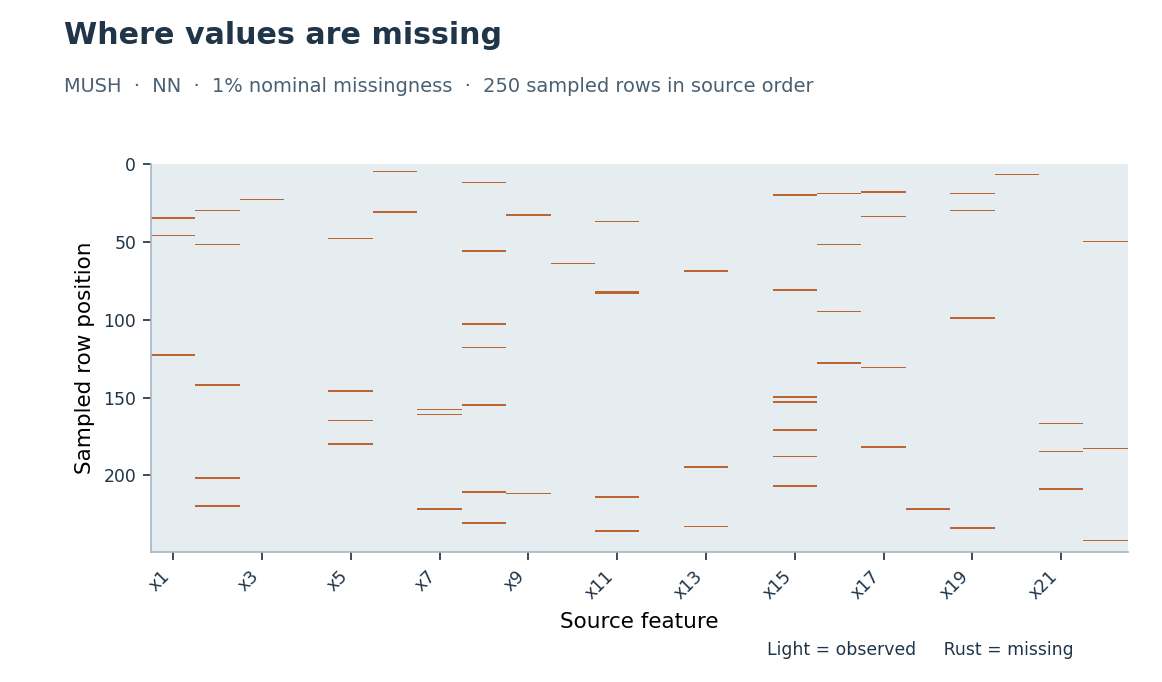 Where values are missing
MUSH · NN · 1% nominal missingness · 250 sampled rows in source order
0
50
100
150
200
Sampled row position
x1
x3
x5
x7
x9
x11
x13
x15
x17
x19
x21
Source feature
Light = observed Rust = missing